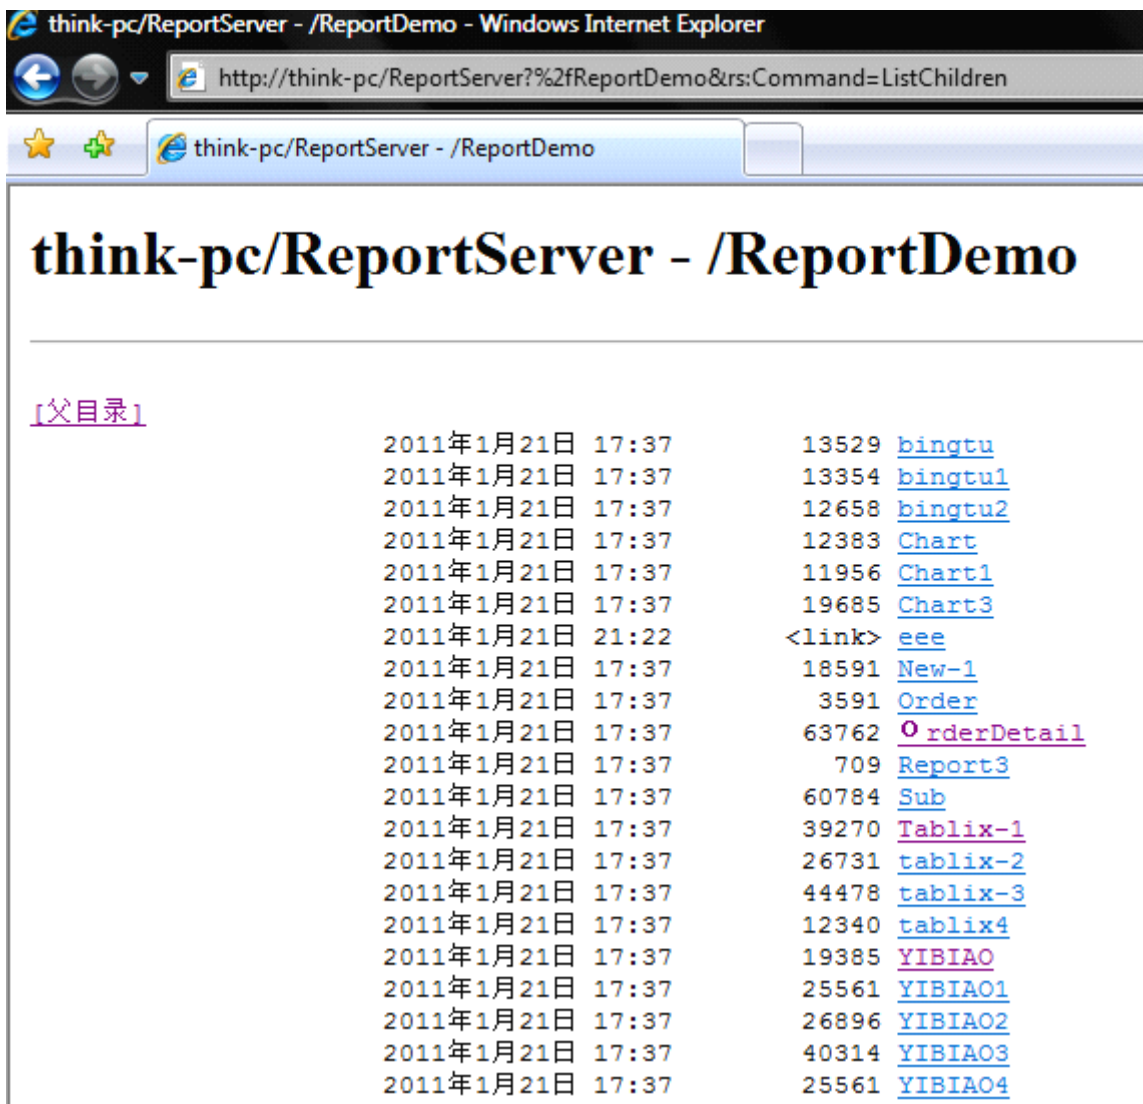 think-pc/ReportServer - /ReportDemo - Windows Internet Explorer
http://think-pc/ReportServer?%2fReportDemo&rs:Command=ListChildren
think-pc/ReportServer - /ReportDemo
think-pc/ReportServer - /ReportDemo
[父目录]
2011年1月21日 17:37 13529 bingtu
2011年1月21日 17:37 13354 bingtu1
2011年1月21日 17:37 12658 bingtu2
2011年1月21日 17:37 12383 Chart
2011年1月21日 17:37 11956 Chart1
2011年1月21日 17:37 19685 Chart3
2011年1月21日 21:22 <link> eee
2011年1月21日 17:37 18591 New-1
2011年1月21日 17:37 3591 Order
2011年1月21日 17:37 63762 OrderDetail
2011年1月21日 17:37 709 Report3
2011年1月21日 17:37 60784 Sub
2011年1月21日 17:37 39270 Tablix-1
2011年1月21日 17:37 26731 tablix-2
2011年1月21日 17:37 44478 tablix-3
2011年1月21日 17:37 12340 tablix4
2011年1月21日 17:37 19385 YIBIAO
2011年1月21日 17:37 25561 YIBIAO1
2011年1月21日 17:37 26896 YIBIAO2
2011年1月21日 17:37 40314 YIBIAO3
2011年1月21日 17:37 25561 YIBIAO4